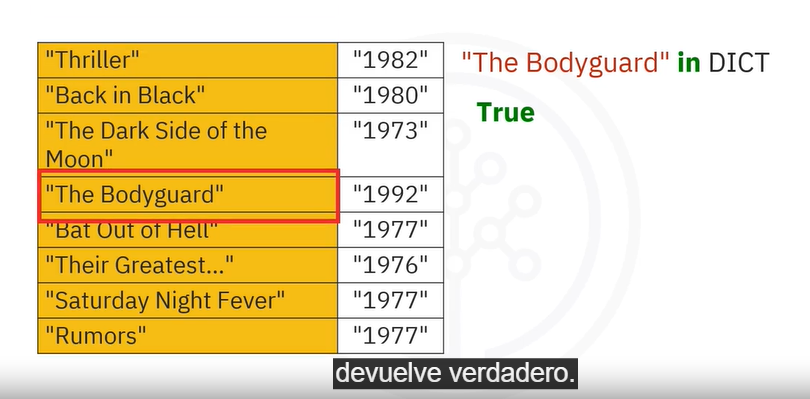 "Thriller" "1982"
"Back in Black" "1980"
"The Dark Side of the
Moon" "1973"
"The Bodyguard" "1992"
"Bat Out of Hell" "1977"
"Their Greatest..." "1976"
"Saturday Night Fever" "1977"
"Rumors" "1977"
"The Bodyguard" in DICT
True
devuelve verdadero.